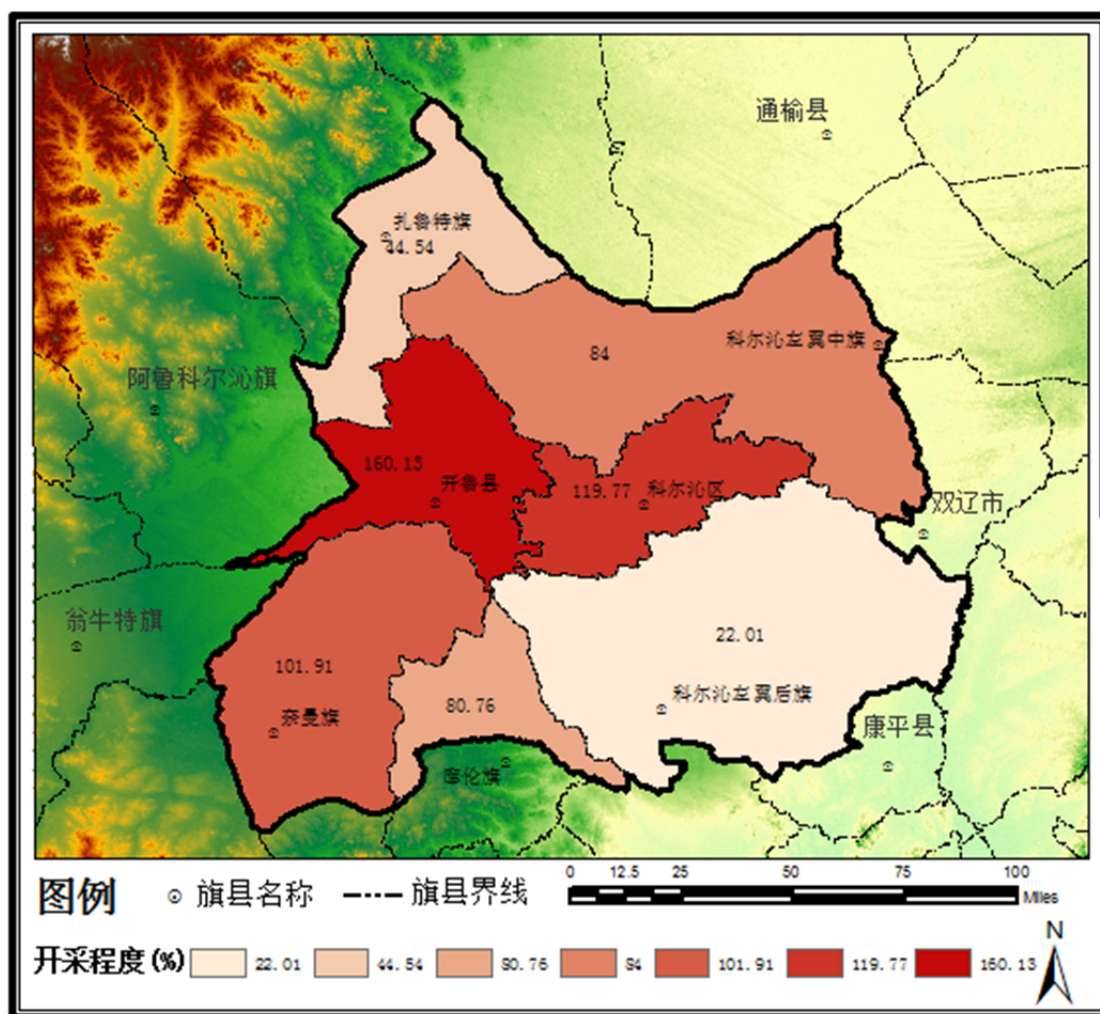 通榆县
扎鲁特旗
44.54
84
科尔沁左翼中旗
阿鲁科尔沁旗
160.13
开鲁县
119.77
科尔沁区
双辽市
翁牛特旗
22.01
101.91
科尔沁左翼后旗
80.76
奈曼旗
康平县
库伦旗
图例
旗县名称
旗县界线
0 12.5 25 50 75 100
Miles
N
开采程度(%)
22.01 44.54 80.76 84 101.91 119.77 160.13